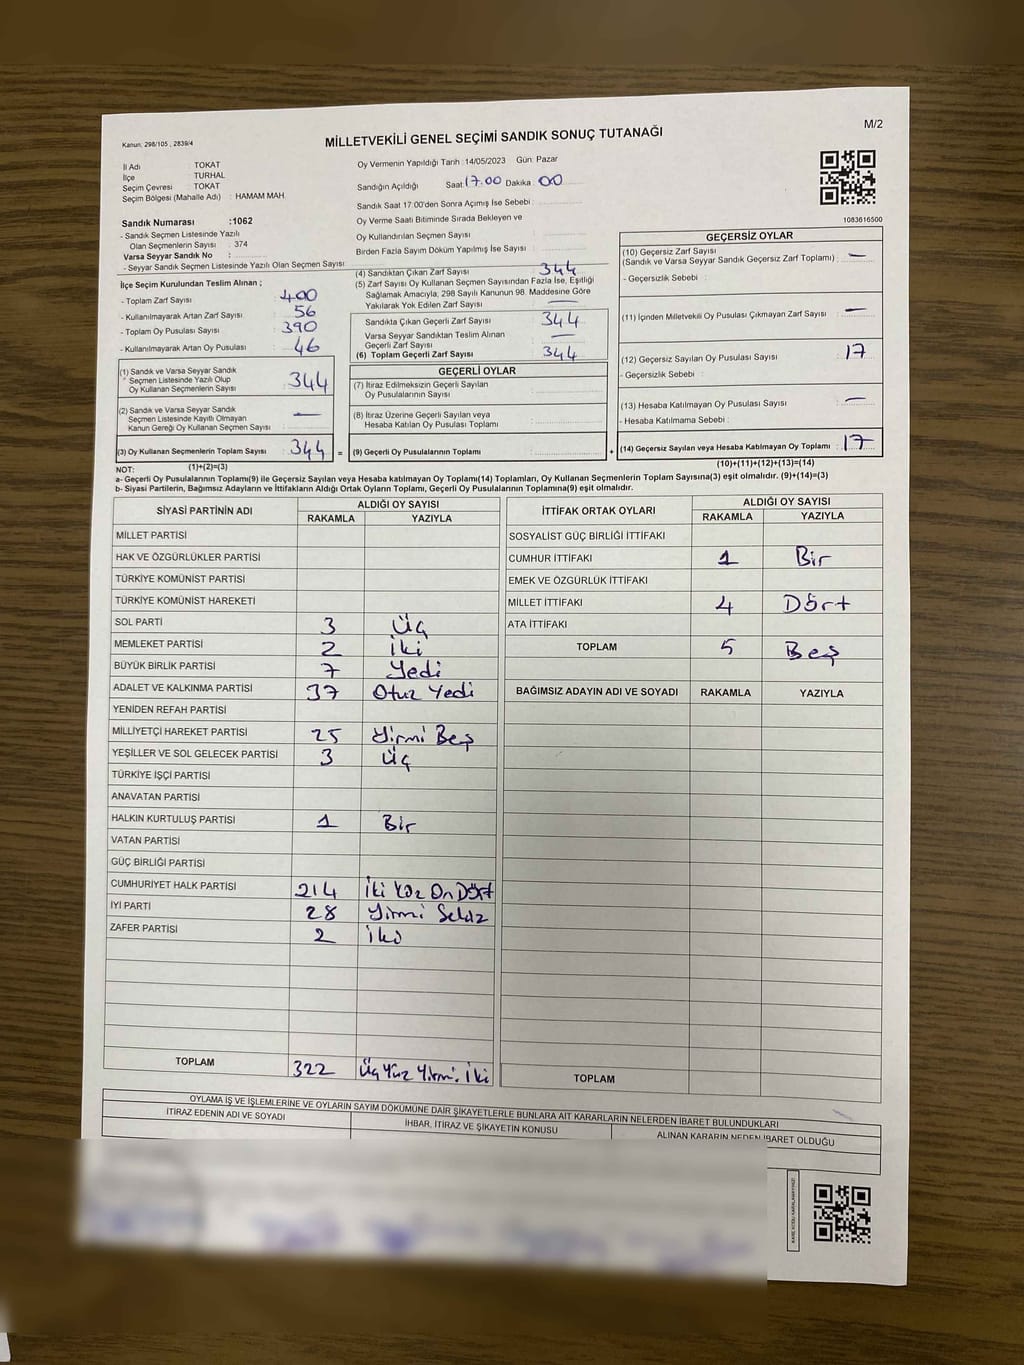 Kanun, 298/105 , 2839/4
MİLLETVEKİLİ GENEL SEÇİMİ SANDIK SONUÇ TUTANAĞI
M/2
İl Adı : TOKAT
İlçe : TURHAL
Seçim Çevresi : TOKAT
Seçim Bölgesi (Mahalle Adı) : HAMAM MAH
Sandık Numarası :1062
- Sandık Seçmen Listesinde Yazılı
Olan Seçmenlerin Sayısı : 374
Varsa Seyyar Sandık No :
- Seyyar Sandık Seçmen Listesinde Yazılı Olan Seçmen Sayısı
Oy Vermenin Yapıldığı Tarih :14/05/2023 Gün: Pazar
Sandığın Açıldığı Saat:17.00 Dakika: 00
Sandık Saat 17:00'den Sonra Açımış İse Sebebi :
Oy Verme Saati Bitiminde Sırada Bekleyen ve
Oy Kullandırılan Seçmen Sayısı :
Birden Fazla Sayım Döküm Yapılmış İse Sayısı :
1083616500
İlçe Seçim Kurulundan Teslim Alınan ;
- Toplam Zarf Sayısı : 400
- Kullanılmayarak Artan Zarf Sayısı : 56
- Toplam Oy Pusulası Sayısı : 390
- Kullanılmayarak Artan Oy Pusulası : 46
(1) Sandık ve Varsa Seyyar Sandık
Seçmen Listesinde Yazılı Olup
Oy Kullanan Seçmenlerin Sayısı : 344
(2) Sandık ve Varsa Seyyar Sandık
Seçmen Listesinde Kayıtlı Olmayan
Kanun Gereği Oy Kullanan Seçmen Sayısı : —
(3) Oy Kullanan Seçmenlerin Toplam Sayısı : 344 =
(1)+(2)=(3)
(4) Sandıktan Çıkan Zarf Sayısı : 344
(5) Zarf Sayısı Oy Kullanan Seçmen Sayısından Fazla İse, Eşitliği
Sağlamak Amacıyla, 298 Sayılı Kanunun 98. Maddesine Göre
Yakılarak Yok Edilen Zarf Sayısı : —
Sandıkta Çıkan Geçerli Zarf Sayısı : 344
Varsa Seyyar Sandıktan Teslim Alınan
Geçerli Zarf Sayısı : —
(6) Toplam Geçerli Zarf Sayısı : 344
GEÇERLİ OYLAR
(7) İtiraz Edilmeksizin Geçerli Sayılan
Oy Pusulalarının Sayısı :
(8) İtiraz Üzerine Geçerli Sayılan veya
Hesaba Katılan Oy Pusulası Toplamı :
(9) Geçerli Oy Pusulalarının Toplamı : +
GEÇERSİZ OYLAR
(10) Geçersiz Zarf Sayısı
(Sandık ve Varsa Seyyar Sandık Geçersiz Zarf Toplamı) : —
- Geçersizlik Sebebi :
(11) İçinden Milletvekili Oy Pusulası Çıkmayan Zarf Sayısı : —
(12) Geçersiz Sayılan Oy Pusulası Sayısı : 17
- Geçersizlik Sebebi :
(13) Hesaba Katılmayan Oy Pusulası Sayısı : —
- Hesaba Katılmama Sebebi :
(14) Geçersiz Sayılan veya Hesaba Katılmayan Oy Toplamı : 17
(10)+(11)+(12)+(13)=(14)
NOT:
a- Geçerli Oy Pusulalarının Toplamı(9) ile Geçersiz Sayılan veya Hesaba katılmayan Oy Toplamı(14) Toplamları, Oy Kullanan Seçmenlerin Toplam Sayısına(3) eşit olmalıdır. (9)+(14)=(3)
b- Siyasi Partilerin, Bağımsız Adayların ve İttifakların Aldığı Ortak Oyların Toplamı, Geçerli Oy Pusulalarının Toplamına(9) eşit olmalıdır.
SİYASİ PARTİNİN ADI ALDIĞI OY SAYISI
RAKAMLA YAZIYLA
MİLLET PARTİSİ
HAK VE ÖZGÜRLÜKLER PARTİSİ
TÜRKİYE KOMÜNİST PARTİSİ
TÜRKİYE KOMÜNİST HAREKETİ
SOL PARTİ 3 Üç
MEMLEKET PARTİSİ 2 İki
BÜYÜK BİRLİK PARTİSİ 7 Yedi
ADALET VE KALKINMA PARTİSİ 37 Otuz Yedi
YENİDEN REFAH PARTİSİ
MİLLİYETÇİ HAREKET PARTİSİ 25 Yirmi Beş
YEŞİLLER VE SOL GELECEK PARTİSİ 3 Üç
TÜRKİYE İŞÇİ PARTİSİ
ANAVATAN PARTİSİ
HALKIN KURTULUŞ PARTİSİ 1 Bir
VATAN PARTİSİ
GÜÇ BİRLİĞİ PARTİSİ
CUMHURİYET HALK PARTİSİ 214 İki Yüz On Dört
İYİ PARTİ 28 Yirmi Sekiz
ZAFER PARTİSİ 2 İki
TOPLAM 322 Üç Yüz Yirmi İki
İTTİFAK ORTAK OYLARI ALDIĞI OY SAYISI
RAKAMLA YAZIYLA
SOSYALİST GÜÇ BİRLİĞİ İTTİFAKI
CUMHUR İTTİFAKI 1 Bir
EMEK VE ÖZGÜRLÜK İTTİFAKI
MİLLET İTTİFAKI 4 Dört
ATA İTTİFAKI
TOPLAM 5 Beş
BAĞIMSIZ ADAYIN ADI VE SOYADI RAKAMLA YAZIYLA
TOPLAM
OYLAMA İŞ VE İŞLEMLERİNE VE OYLARIN SAYIM DÖKÜMÜNE DAİR ŞİKAYETLERLE BUNLARA AİT KARARLARIN NELERDEN İBARET BULUNDUKLARI
İTİRAZ EDENİN ADI VE SOYADI İHBAR, İTİRAZ VE ŞİKAYETİN KONUSU ALINAN KARARIN NEDEN İBARET OLDUĞU